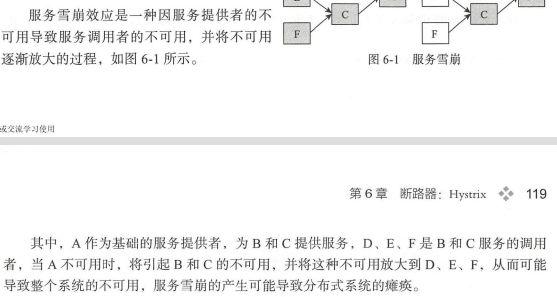 服务雪崩效应是一种因服务提供者的不
可用导致服务调用者的不可用，并将不可用
逐渐放大的过程，如图 6-1 所示。
C
F
C
F
图 6-1 服务雪崩
或交流学习使用
第 6 章 断路器：Hystrix 119
其中，A 作为基础的服务提供者，为 B 和 C 提供服务，D、E、F 是 B 和 C 服务的调用
者，当 A 不可用时，将引起 B 和 C 的不可用，并将这种不可用放大到 D、E、F，从而可能
导致整个系统的不可用，服务雪崩的产生可能导致分布式系统的瘫痪。